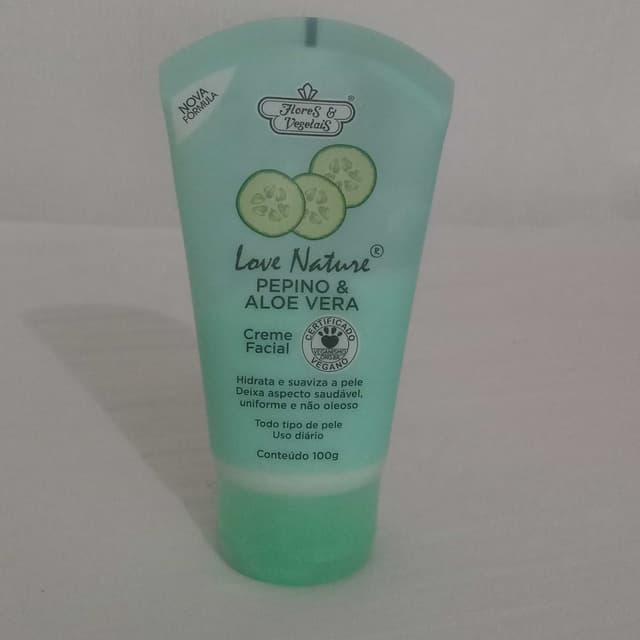 NOVA
FÓRMULA
Flores &
Vegetais
Love Nature®
PEPINO &
ALOE VERA
Creme
Facial
CERTIFICADO
VEGANO
Hidrata e suaviza a pele
Deixa aspecto saudável,
uniforme e não oleoso
Todo tipo de pele
Uso diário
Conteúdo 100g